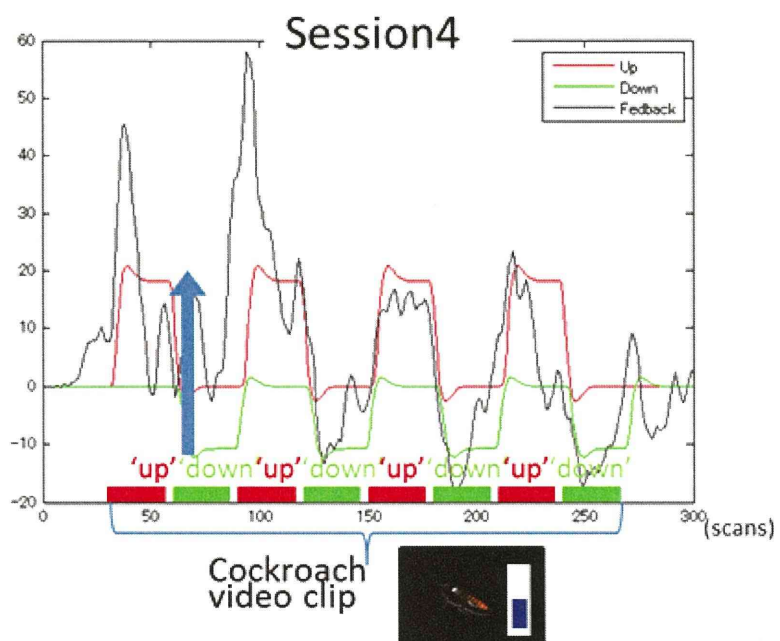 Session4
60
50
40
30
20
10
0
-10
-20
Up
Down
Fedback
'up' 'down' 'up' 'down' 'up' 'down' 'up' 'down'
0 50 100 150 200 250 300 (scans)
Cockroach
video clip